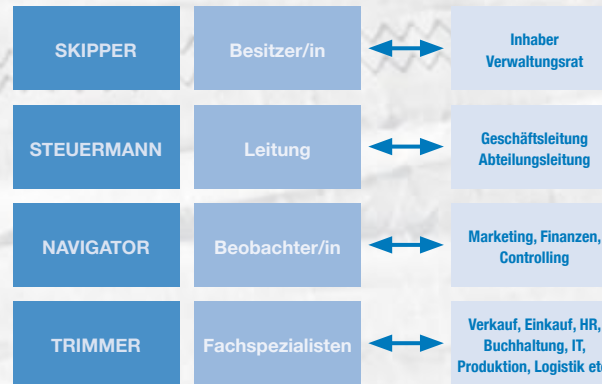 SKIPPER
Besitzer/in
Inhaber
Verwaltungsrat
STEUERMANN
Leitung
Geschäftsleitung
Abteilungsleitung
NAVIGATOR
Beobachter/in
Marketing, Finanzen,
Controlling
TRIMMER
Fachspezialisten
Verkauf, Einkauf, HR,
Buchhaltung, IT,
Produktion, Logistik etc